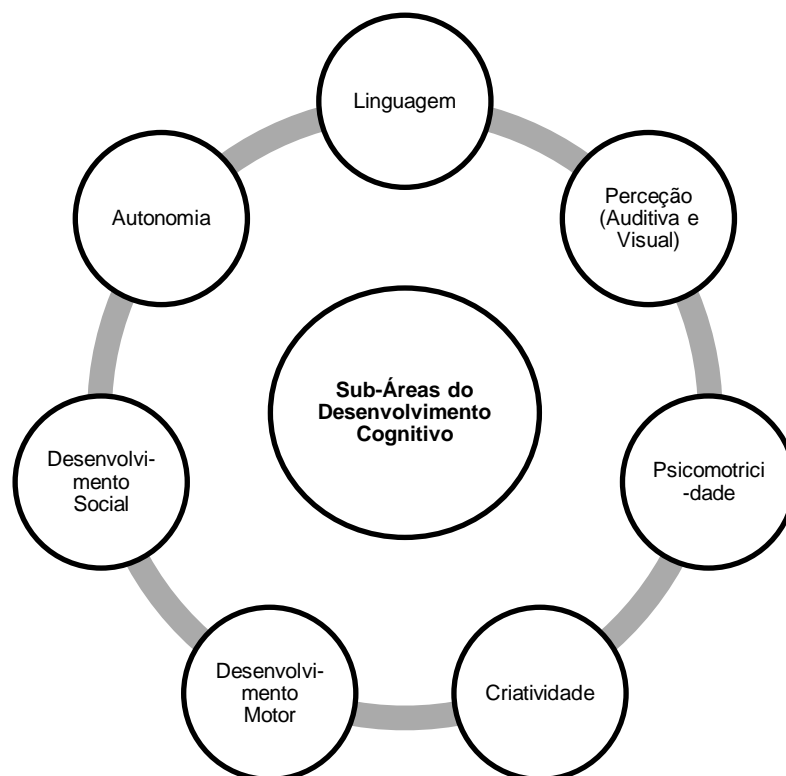 Linguagem
Perceção
(Auditiva e
Visual)
Autonomia
Sub-Áreas do
Desenvolvimento
Cognitivo
Desenvolvi-
mento
Social
Psicomotrici
-dade
Desenvolvi-
mento
Motor
Criatividade